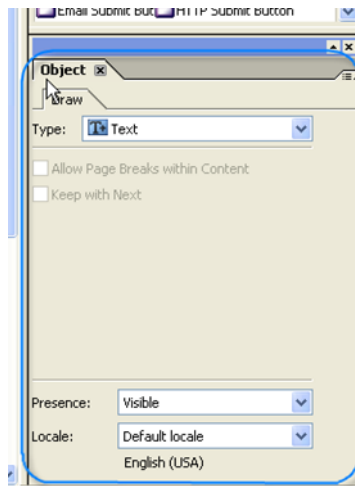 Email Submit But HTTP Submit Button
Object
Draw
Type: Text
Allow Page Breaks within Content
Keep with Next
Presence: Visible
Locale: Default locale
English (USA)